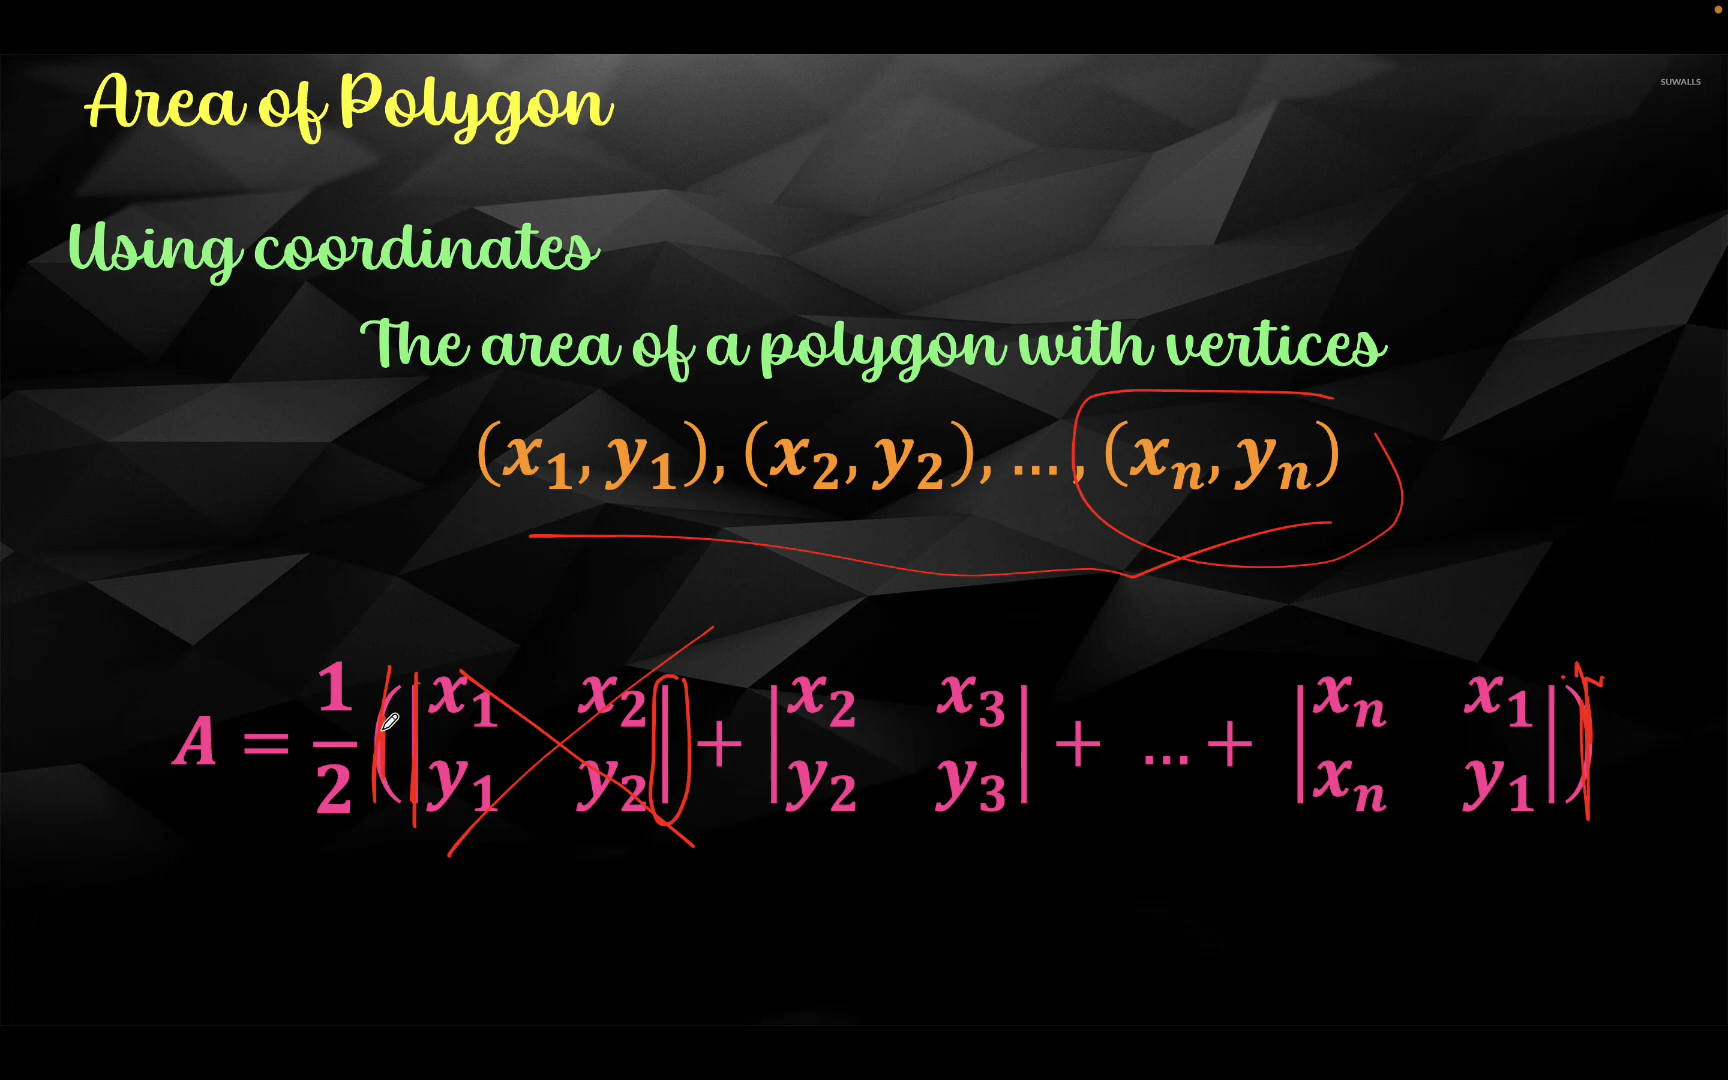 SUWALLS
Area of Polygon
Using coordinates
The area of a polygon with vertices
(x₁, y₁), (x₂, y₂), ... , (xₙ, yₙ)
A = 1/2 (|x₁ x₂; y₁ y₂| + |x₂ x₃; y₂ y₃| + ... + |xₙ x₁; xₙ y₁|)